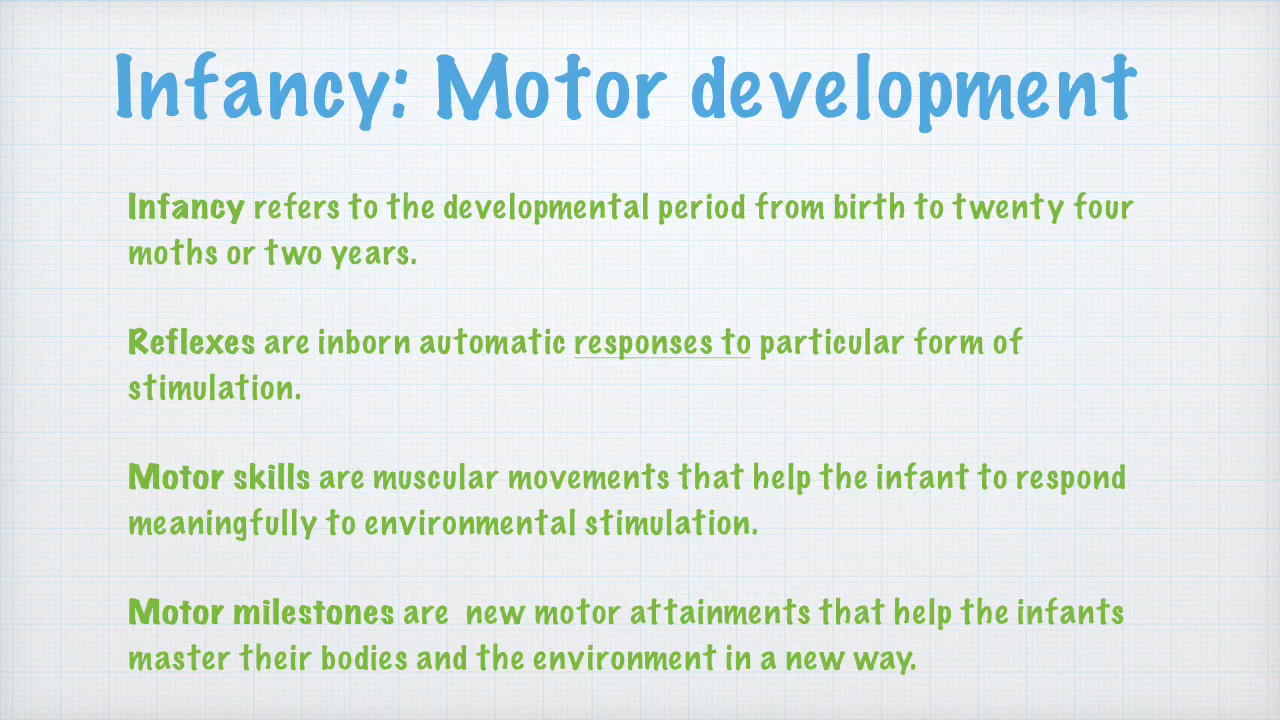 Infancy: Motor development
Infancy refers to the developmental period from birth to twenty four
moths or two years.
Reflexes are inborn automatic responses to particular form of
stimulation.
Motor skills are muscular movements that help the infant to respond
meaningfully to environmental stimulation.
Motor milestones are  new motor attainments that help the infants
master their bodies and the environment in a new way.